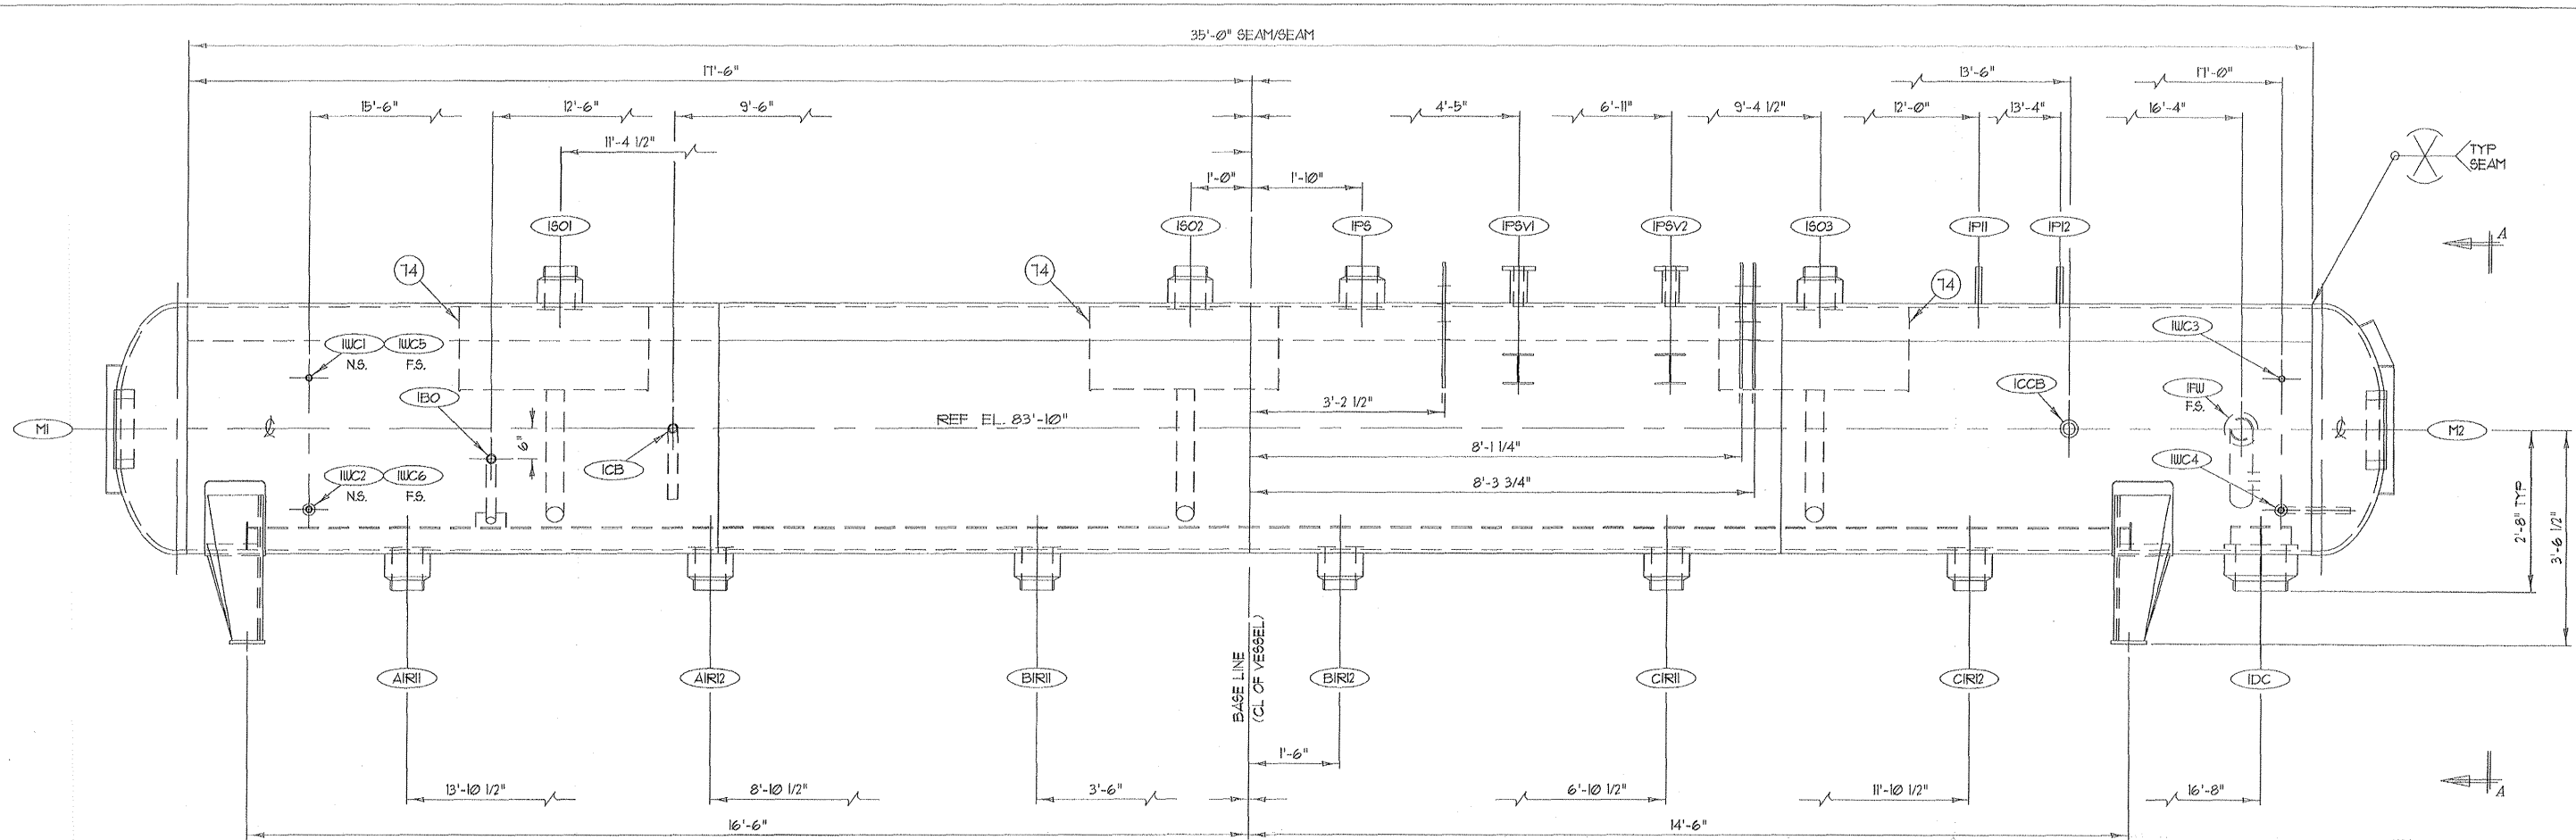 35'-0" SEAM/SEAM
17'-6"
13'-6"
17'-0"
15'-6"
12'-6"
9'-6"
4'-5"
6'-11"
9'-4 1/2"
12'-0"
13'-4"
16'-4"
11'-4 1/2"
TYP
SEAM
1'-0"
1'-10"
1SO1
1SO2
1PS
1PSV1
1PSV2
1SO3
1PI1
1PI2
A
74
74
74
1WC1
1WC5
N.S.
F.S.
1WC3
1BO
1CCB
1FW
F.S.
3'-2 1/2"
M1
℄
6"
REF EL. 83'-10"
℄
M2
8'-1 1/4"
1CB
1WC4
1WC2
1WC6
N.S.
F.S.
8'-3 3/4"
2'-8" TYP
3'-6 1/2"
BASE LINE
(CL OF VESSEL)
A1R11
A1R12
B1R11
B1R12
C1R11
C1R12
1DC
1'-6"
A
13'-10 1/2"
8'-10 1/2"
3'-6"
6'-10 1/2"
11'-10 1/2"
16'-8"
16'-6"
14'-6"